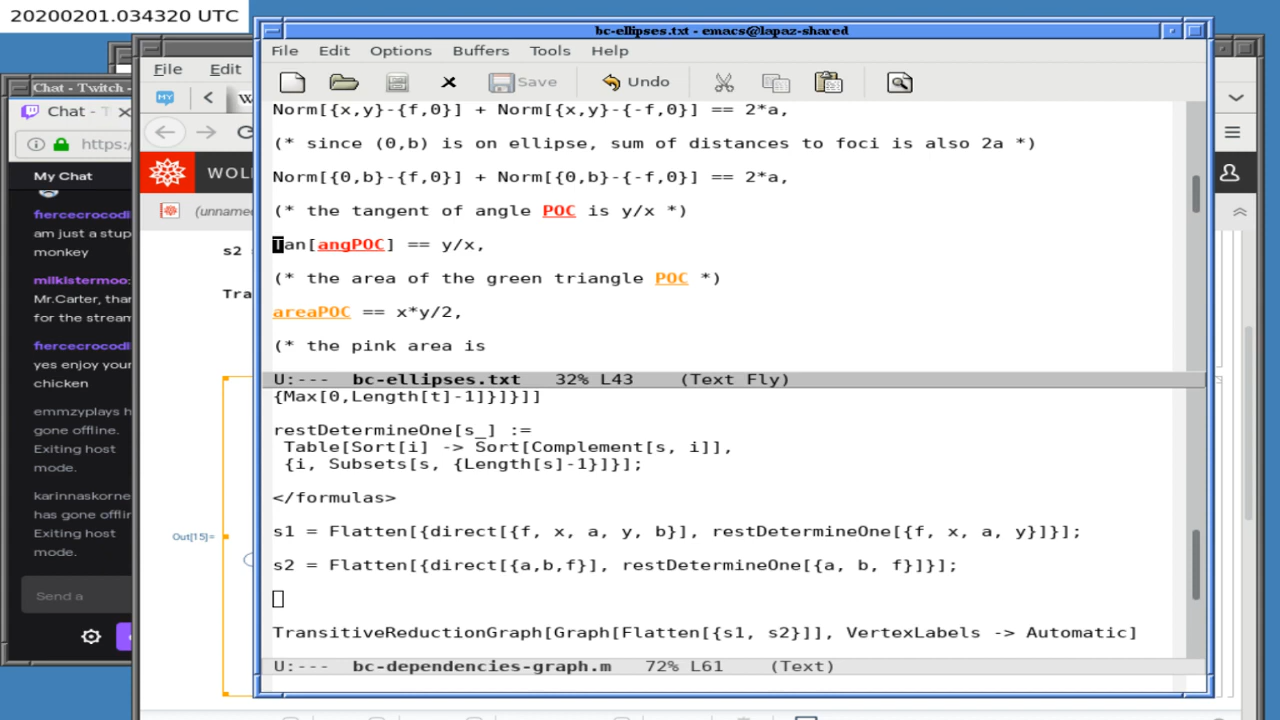 20200201.034320 UTC
bc-ellipses.txt - emacs@lapaz-shared
File Edit Options Buffers Tools Help
Save Undo
Norm[{x,y}-{f,0}] + Norm[{x,y}-{-f,0}] == 2*a,
(* since (0,b) is on ellipse, sum of distances to foci is also 2a *)
Norm[{0,b}-{f,0}] + Norm[{0,b}-{-f,0}] == 2*a,
(* the tangent of angle POC is y/x *)
Tan[angPOC] == y/x,
(* the area of the green triangle POC *)
areaPOC == x*y/2,
(* the pink area is
U:--- bc-ellipses.txt 32% L43 (Text Fly)
{Max[0,Length[t]-1]}]}]]
restDetermineOne[s_] :=
Table[Sort[i] -> Sort[Complement[s, i]],
{i, Subsets[s, {Length[s]-1}]}];
</formulas>
s1 = Flatten[{direct[{f, x, a, y, b}], restDetermineOne[{f, x, a, y}]}];
s2 = Flatten[{direct[{a,b,f}], restDetermineOne[{a, b, f}]}];
TransitiveReductionGraph[Graph[Flatten[{s1, s2}]], VertexLabels -> Automatic]
U:--- bc-dependencies-graph.m 72% L61 (Text)
File Edit
MY
WOL
(unname
s2
Tra
Out[15]=
Chat - Twitch -
Chat -
https:
My Chat
fiercecrocodi
am just a stup
monkey
milkistermoo:
Mr.Carter, than
for the stream
fiercecrocodi
yes enjoy your
chicken
emmzyplays h
gone offline.
Exiting host
mode.
karinnaskorne
has gone offlin
Exiting host
mode.
Send a